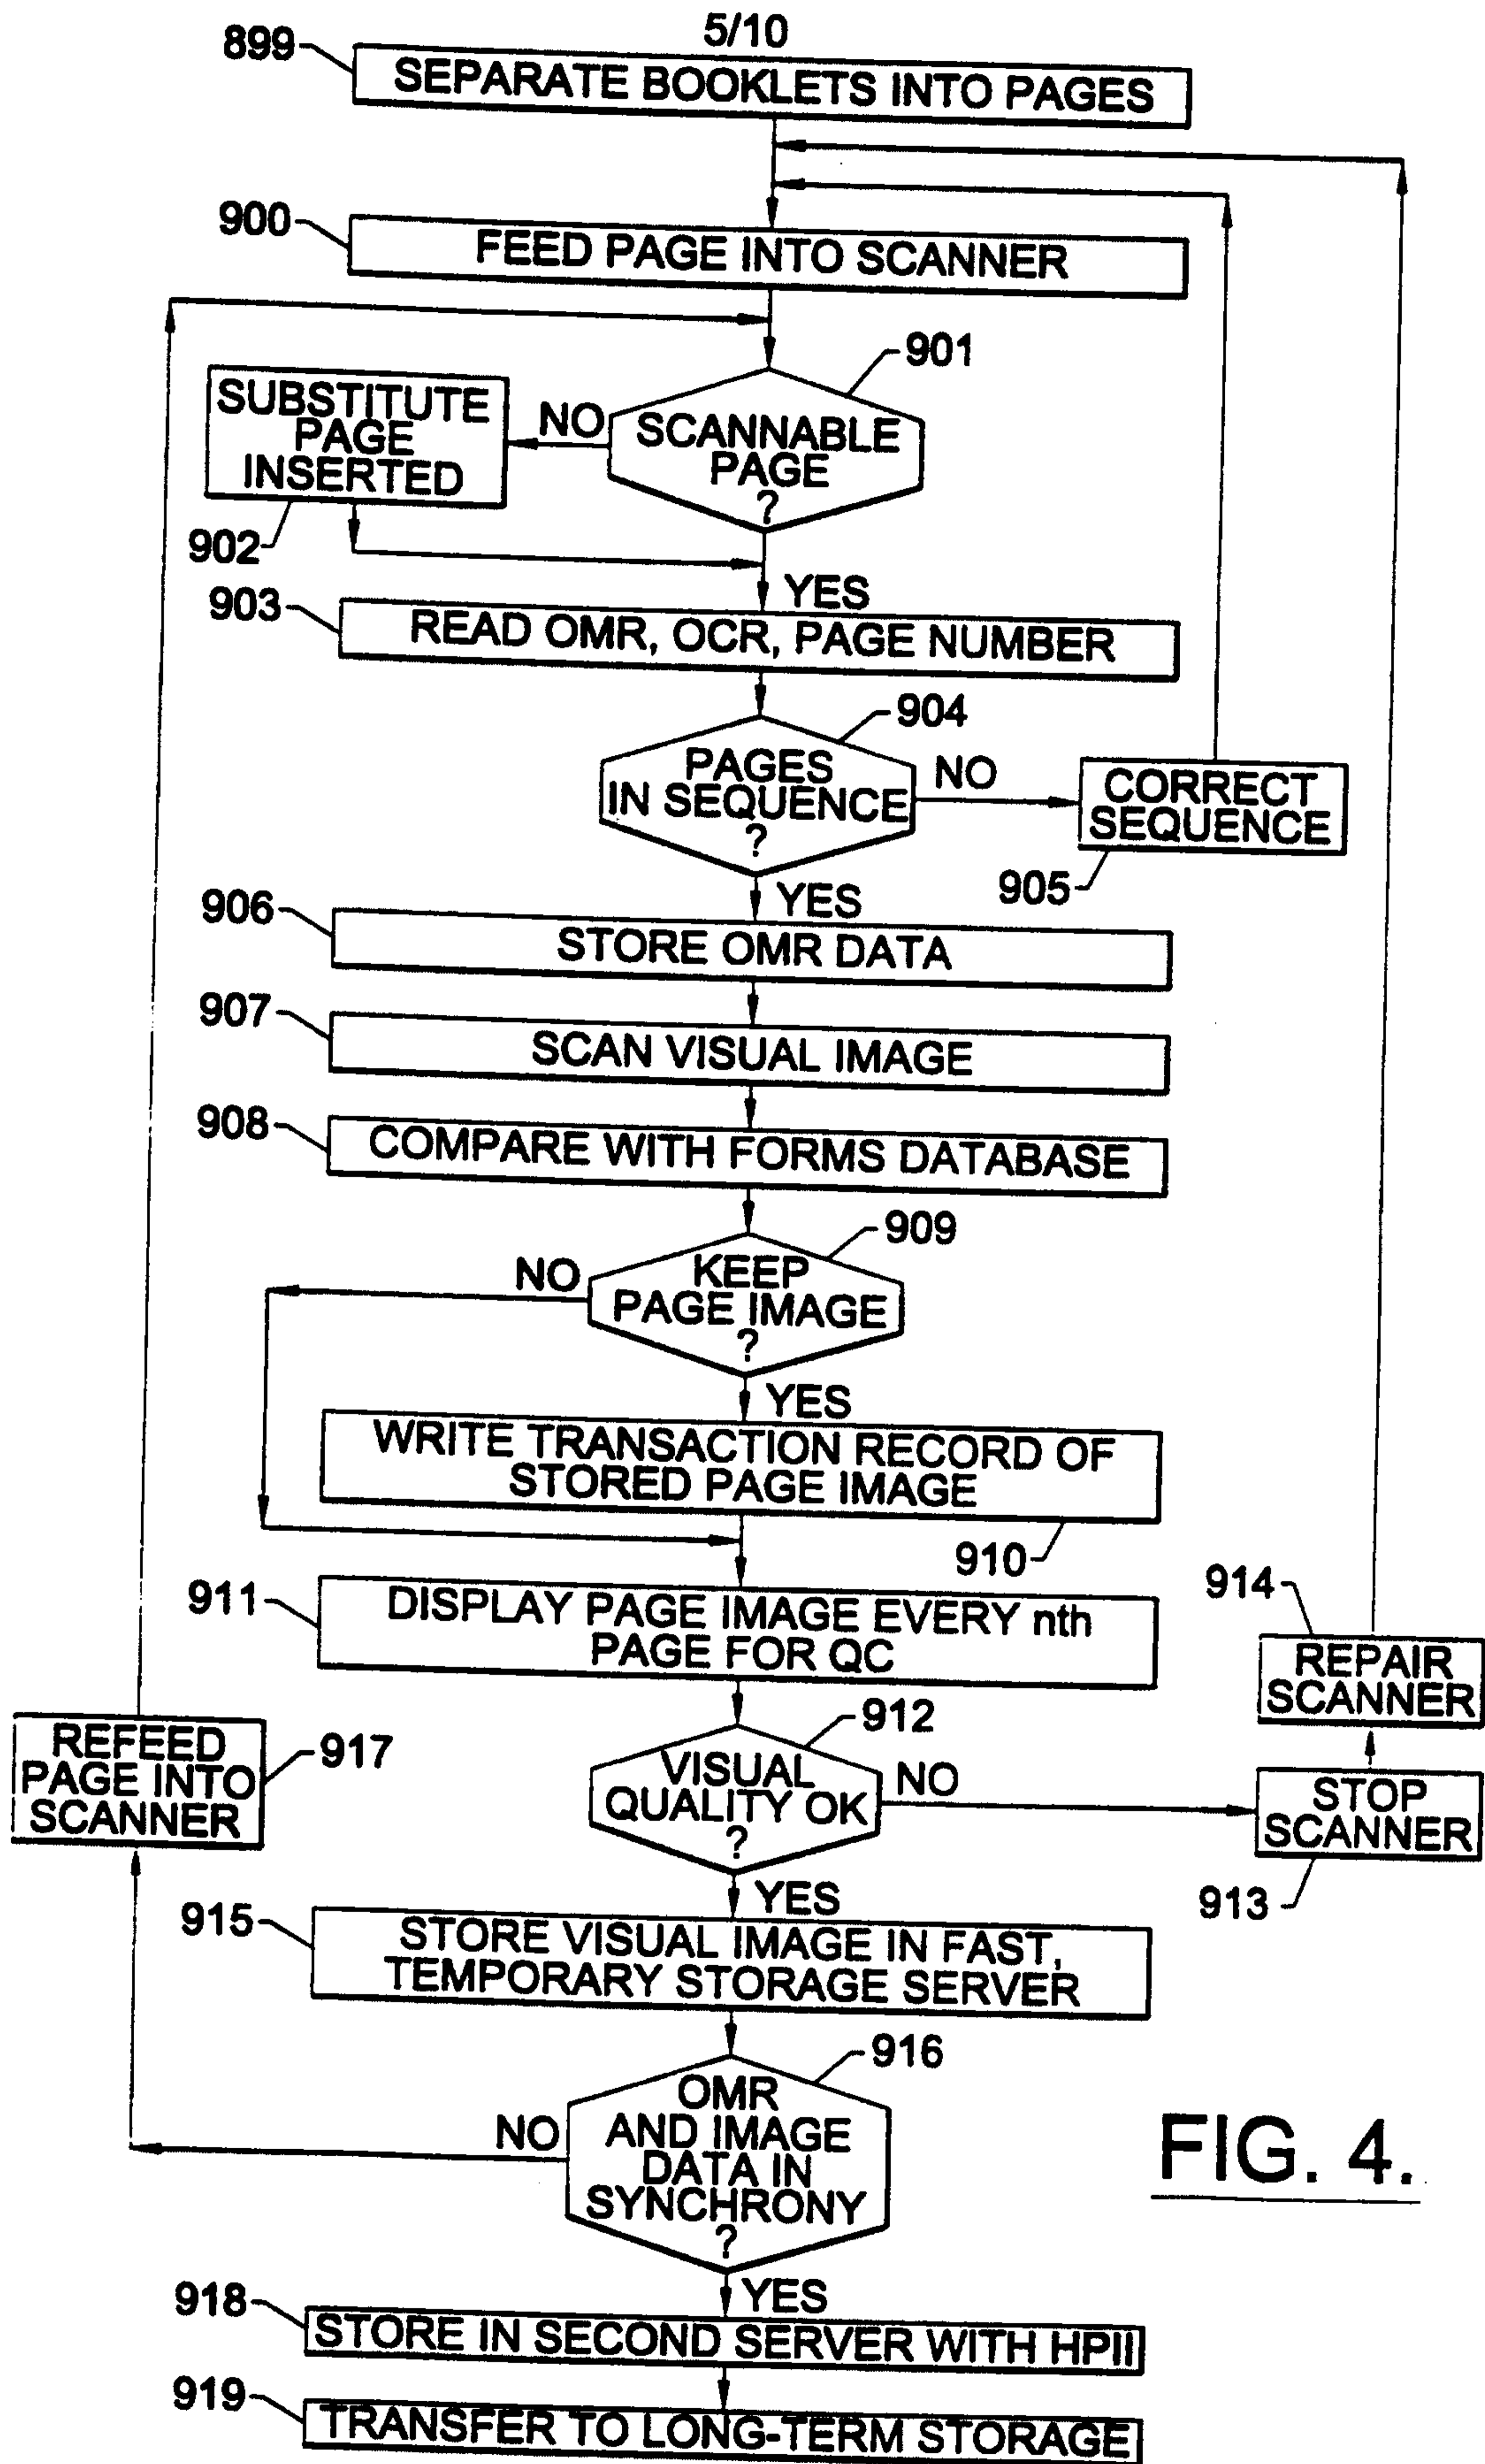 5/10
899
SEPARATE BOOKLETS INTO PAGES
900
FEED PAGE INTO SCANNER
901
SCANNABLE
PAGE
?
NO
SUBSTITUTE
PAGE
INSERTED
902
YES
903
READ OMR, OCR, PAGE NUMBER
904
PAGES
IN SEQUENCE
?
NO
CORRECT
SEQUENCE
905
YES
906
STORE OMR DATA
907
SCAN VISUAL IMAGE
908
COMPARE WITH FORMS DATABASE
909
KEEP
PAGE IMAGE
?
NO
YES
WRITE TRANSACTION RECORD OF
STORED PAGE IMAGE
910
911
DISPLAY PAGE IMAGE EVERY nth
PAGE FOR QC
912
VISUAL
QUALITY OK
?
NO
914
REPAIR
SCANNER
STOP
SCANNER
913
REFEED
PAGE INTO
SCANNER
917
YES
915
STORE VISUAL IMAGE IN FAST,
TEMPORARY STORAGE SERVER
916
OMR
AND IMAGE
DATA IN
SYNCHRONY
?
NO
YES
FIG. 4.
918
STORE IN SECOND SERVER WITH HPII
919
TRANSFER TO LONG-TERM STORAGE